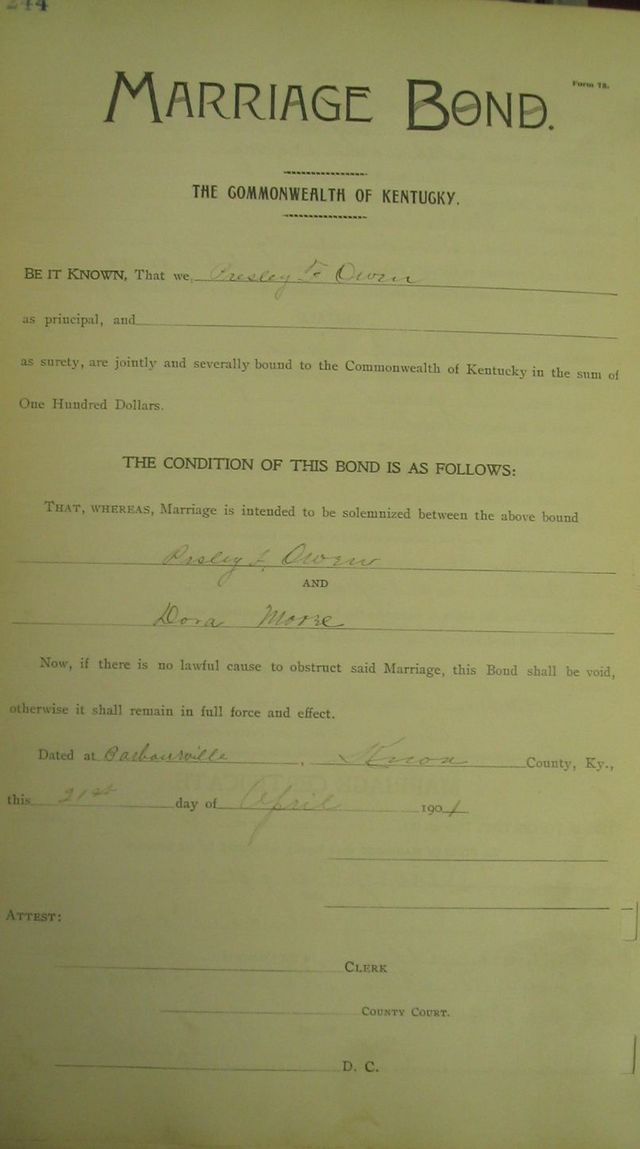 244
Form 78.
MARRIAGE BOND.
THE COMMONWEALTH OF KENTUCKY.
BE IT KNOWN, That we, Presley F. Owen
as principal, and
as surety, are jointly and severally bound to the Commonwealth of Kentucky in the sum of
One Hundred Dollars.
THE CONDITION OF THIS BOND IS AS FOLLOWS:
THAT, WHEREAS, Marriage is intended to be solemnized between the above bound
Presley F. Owen
AND
Dora Moore
Now, if there is no lawful cause to obstruct said Marriage, this Bond shall be void,
otherwise it shall remain in full force and effect.
Dated at Barbourville, Knox County, Ky.,
this 21st day of April 1901
ATTEST:
CLERK
COUNTY COURT.
D. C.